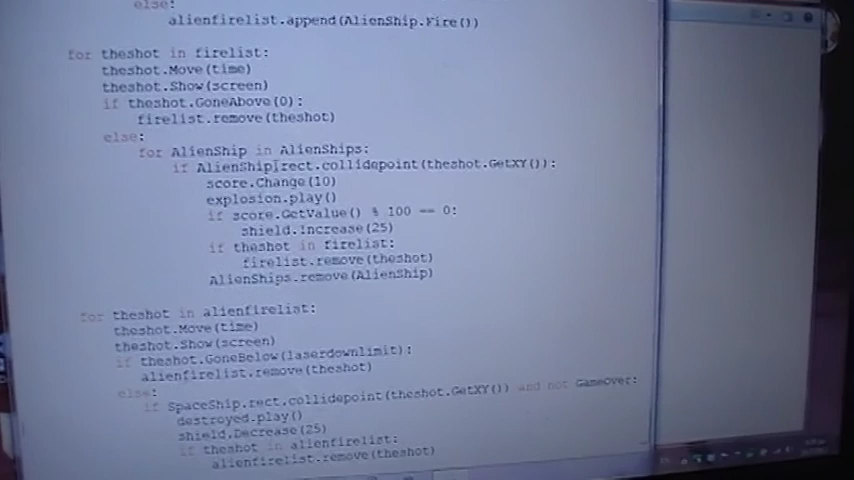 else:
alienfirelist.append(AlienShip.Fire())
for theshot in firelist:
theshot.Move(time)
theshot.Show(screen)
if theshot.GoneAbove(0):
firelist.remove(theshot)
else:
for AlienShip in AlienShips:
if AlienShip.rect.collidepoint(theshot.GetXY()):
score.Change(10)
explosion.play()
if score.GetValue() % 100 == 0:
shield.Increase(25)
if theshot in firelist:
firelist.remove(theshot)
AlienShips.remove(AlienShip)
for theshot in alienfirelist:
theshot.Move(time)
theshot.Show(screen)
if theshot.GoneBelow(laserdownlimit):
alienfirelist.remove(theshot)
else:
if SpaceShip.rect.collidepoint(theshot.GetXY()) and not GameOver:
destroyed.play()
shield.Decrease(25)
if theshot in alienfirelist:
alienfirelist.remove(theshot)